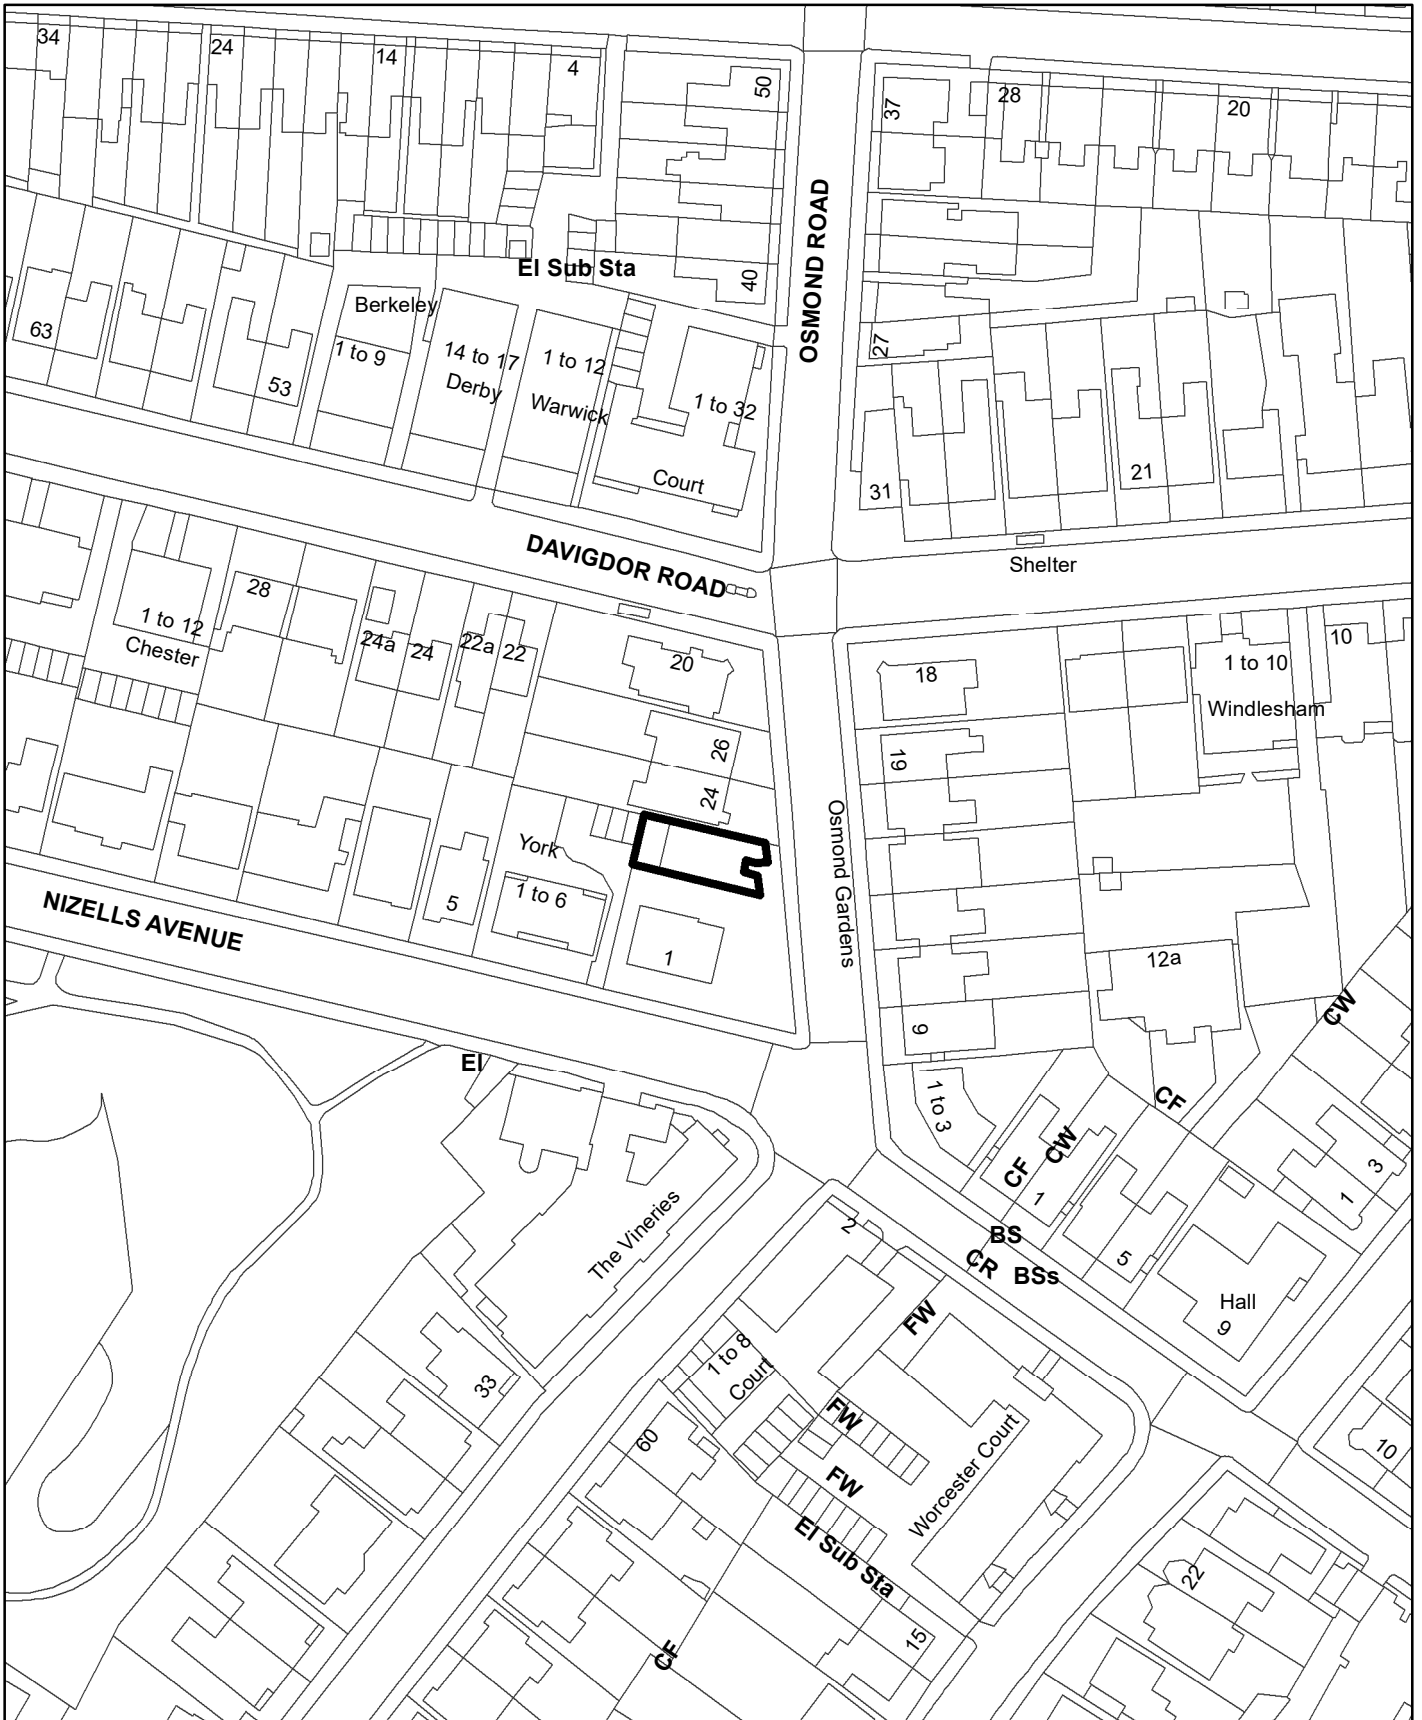 34
24
14
4
50
37
28
20
OSMOND ROAD
El Sub Sta
40
Berkeley
63
1 to 9
14 to 17
1 to 12
27
53
Derby
Warwick
1 to 32
Court
31
21
DAVIGDOR ROAD
Shelter
28
1 to 12
24a
24
22a
22
20
18
1 to 10
10
Chester
Windlesham
26
19
24
Osmond Gardens
York
1 to 6
5
NIZELLS AVENUE
1
12a
CW
9
El
1 to 3
CF
CW
CF
1
3
1
The Vineries
2
BS
CR
BSs
5
Hall
9
FW
1 to 8
Court
33
60
FW
Worcester Court
10
FW
El Sub Sta
22
15
CF